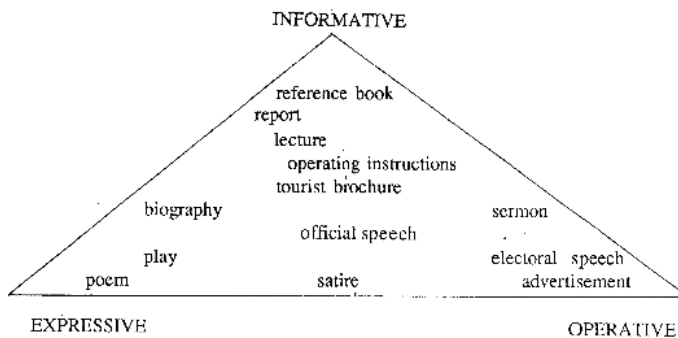 INFORMATIVE
reference book
report
lecture
operating instructions
tourist brochure
biography
sermon
official speech
play
electoral speech
poem
satire
advertisement
EXPRESSIVE
OPERATIVE